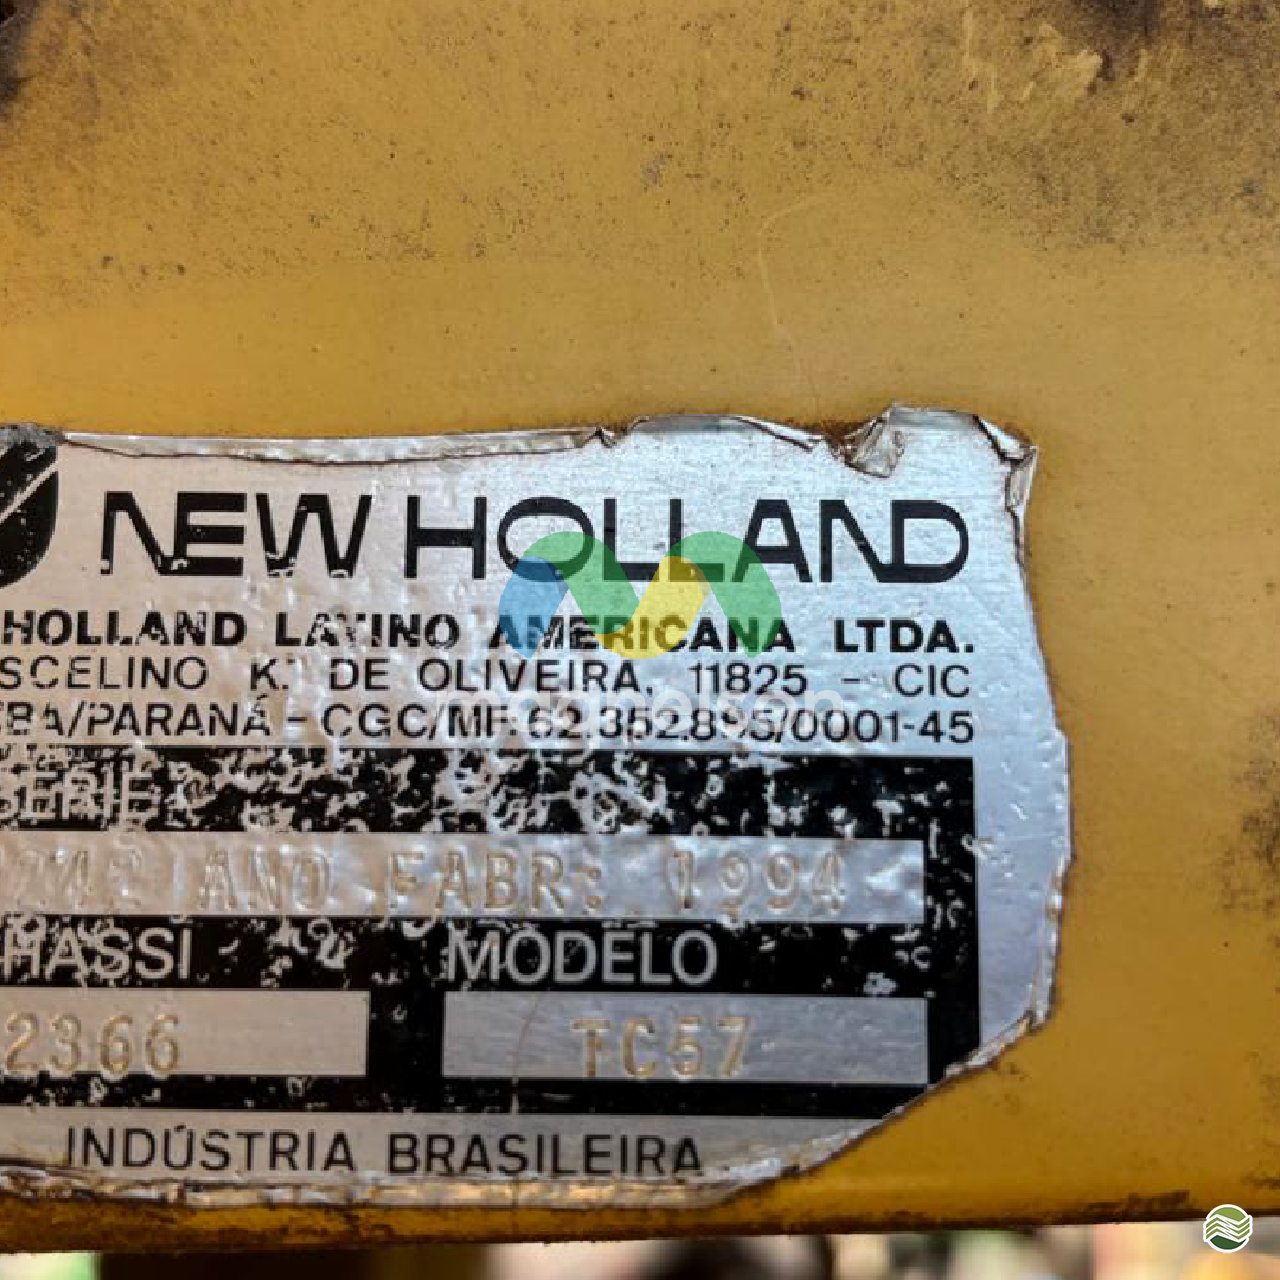 NEW HOLLAND
HOLLAND LATINO AMERICANA LTDA.
SCELINO K. DE OLIVEIRA, 11825 - CIC
BA/PARANÁ - CGC/MF. 62.352.895/0001-45
SERIE
ANO FABR: 1994
HASSI MODELO
2366 TC57
INDÚSTRIA BRASILEIRA